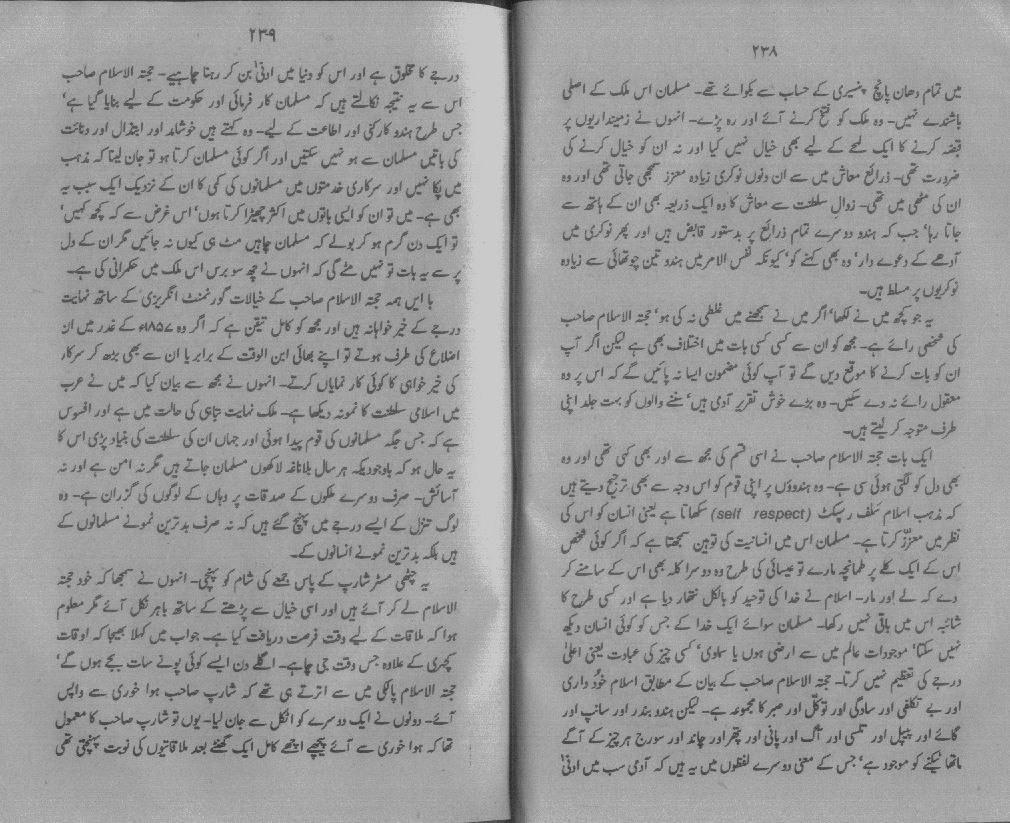 ۲۳۸
میں تمام دھان پانچ پنسیری کے حساب سے بکوائے تھے۔ مسلمان اس ملک کے اصلی
باشندے نہیں۔ وہ ملک کو فتح کرنے آئے اور رہ پڑے۔ انہوں نے زمینداریوں پر
قبضہ کرنے کا ایک لمحے کے لیے بھی خیال نہیں کیا اور نہ ان کو خیال کرنے کی
ضرورت تھی۔ ذرائع معاش میں سے ان دنوں نوکری زیادہ معزز سمجھی جاتی تھی اور وہ
ان کی مٹھی میں تھی۔ زوالِ سلطنت سے معاش کا وہ ایک ذریعہ بھی ان کے ہاتھ سے
جاتا رہا‘ جب کہ ہندو دوسرے تمام ذرائع پر بدستور قابض ہیں اور پھر نوکری میں
آدھے کے دعوے دار‘ وہ بھی کہنے کو‘ کیونکہ نفس الامر میں ہندو تین چوتھائی سے زیادہ
نوکریوں پر مسلط ہیں۔
یہ جو کچھ میں نے لکھا‘ اگر میں نے سمجھنے میں غلطی نہ کی ہو‘ حجتہ الاسلام صاحب
کی شخصی رائے ہے۔ مجھ کو ان سے کسی کسی بات میں اختلاف بھی ہے لیکن اگر آپ
ان کو بات کرنے کا موقع دیں گے تو آپ کوئی مضمون ایسا نہ پائیں گے کہ اس پر وہ
معقول رائے نہ دے سکیں۔ وہ بڑے خوش تقریر آدمی ہیں‘ سننے والوں کو بہت جلد اپنی
طرف متوجہ کر لیتے ہیں۔
ایک بات حجتہ الاسلام صاحب نے اسی قسم کی مجھ سے اور بھی کہی تھی اور وہ
بھی دل کو لگتی ہوئی سی ہے۔ وہ ہندوؤں پر اپنی قوم کو اس وجہ سے بھی ترجیح دیتے ہیں
کہ مذہب اسلام سَلف رسپکٹ (self respect) سکھاتا ہے یعنی انسان کو اس کی
نظر میں معزّز کرتا ہے۔ مسلمان اس میں انسانیت کی توہین سمجھتا ہے کہ اگر کوئی شخص
اس کے ایک کلے پر طمانچہ مارے تو عیسائی کی طرح وہ دوسرا کلہ بھی اس کے سامنے کر
دے کہ لے اور مار۔ اسلام نے خدا کی توحید کو بالکل نتھار دیا ہے اور کسی طرح کا
شائبہ اس میں باقی نہیں رکھا۔ مسلمان سوائے ایک خدا کے جس کو کوئی انسان دیکھ
نہیں سکتا‘ موجودات عالم میں سے ارضی ہوں یا سماوی‘ کسی چیز کی عبادت یعنی اعلیٰ
درجے کی تعظیم نہیں کرتا۔ حجتہ الاسلام صاحب کے بیان کے مطابق اسلام خود داری
اور بے تکلفی اور سادگی اور توکّل اور صبر کا مجموعہ ہے۔ لیکن ہندو بندر اور سانپ اور
گائے اور پیپل اور تلسی اور آگ اور پانی اور پتھر اور چاند اور سورج ہر چیز کے آگے
ماتھا ٹیکنے کو موجود ہے‘ جس کے معنی دوسرے لفظوں میں یہ ہیں کہ آدمی سب میں ادنیٰ
۲۳۹
درجے کا مخلوق ہے اور اس کو دنیا میں ادنیٰ بن کر رہنا چاہیے۔ حجتہ الاسلام صاحب
اس سے یہ نتیجہ نکالتے ہیں کہ مسلمان کار فرمائی اور حکومت کے لیے بنایا گیا ہے‘
جس طرح ہندو کارکنی اور اطاعت کے لیے۔ وہ کہتے ہیں خوشامد اور ابتذال اور دنائت
کی باتیں مسلمان سے ہو نہیں سکتیں اور اگر کوئی مسلمان کرتا ہو تو جان لینا کہ مذہب
میں پکا نہیں اور سرکاری خدمتوں میں مسلمانوں کی کمی کا ان کے نزدیک ایک سبب یہ
بھی ہے۔ میں تو ان کو ایسی باتوں میں اکثر چھیڑا کرتا ہوں‘ اس غرض سے کہ کچھ کہیں‘
تو ایک دن گرم ہو کر بولے کہ مسلمان چاہیں مٹ ہی کیوں نہ جائیں مگر ان کے دل
پر سے یہ بات تو نہیں مٹے گی کہ انہوں نے چھ سو برس اس ملک میں حکمرانی کی ہے۔
با ایں ہمہ حجتہ الاسلام صاحب کے خیالات گورنمنٹ انگریزی کے ساتھ نہایت
درجے کے خیر خواہانہ ہیں اور مجھ کو کامل تیقن ہے کہ اگر وہ ۱۸۵۷ء کے غدر میں ان
اضلاع کی طرف ہوتے تو اپنے بھائی ابن الوقت کے برابر یا ان سے بھی بڑھ کر سرکار
کی خیر خواہی کا کوئی کار نمایاں کرتے۔ انہوں نے مجھ سے بیان کیا کہ میں نے عرب
میں اسلامی سلطنت کا نمونہ دیکھا ہے۔ ملک نہایت تباہی کی حالت میں ہے اور افسوس
ہے کہ جس جگہ مسلمانوں کی قوم پیدا ہوئی اور جہاں ان کی سلطنت کی بنیاد پڑی اس کا
یہ حال ہو کہ باوجودیکہ ہر سال بلاناغہ لاکھوں مسلمان جاتے ہیں مگر نہ امن ہے اور نہ
آسائش۔ صرف دوسرے ملکوں کے صدقات پر وہاں کے لوگوں کی گزران ہے۔ وہ
لوگ تنزل کے ایسے درجے میں پہنچ گئے ہیں کہ نہ صرف بدترین نمونے مسلمانوں کے
ہیں بلکہ بدترین نمونے انسانوں کے۔
یہ چٹھی مسٹر شارپ کے پاس جمعے کی شام کو پہنچی۔ انہوں نے سمجھا کہ خود حجتہ
الاسلام لے کر آئے ہیں اور اسی خیال سے پڑھتے کے ساتھ باہر نکل آئے مگر معلوم
ہوا کہ ملاقات کے لیے وقت فرصت دریافت کیا ہے۔ جواب میں کہلا بھیجا کہ اوقات
کچہری کے علاوہ جس وقت جی چاہے۔ اگلے دن ایسے کوئی پونے سات بجے ہوں گے‘
حجتہ الاسلام پالکی میں سے اترتے ہی تھے کہ شارپ صاحب ہوا خوری سے واپس
آئے۔ دونوں نے ایک دوسرے کو اٹکل سے جان لیا۔ یوں تو شارپ صاحب کا معمول
تھا کہ ہوا خوری سے آئے پیچھے اچھے کامل ایک گھنٹے بعد ملاقاتیوں کی نوبت پہنچتی تھی